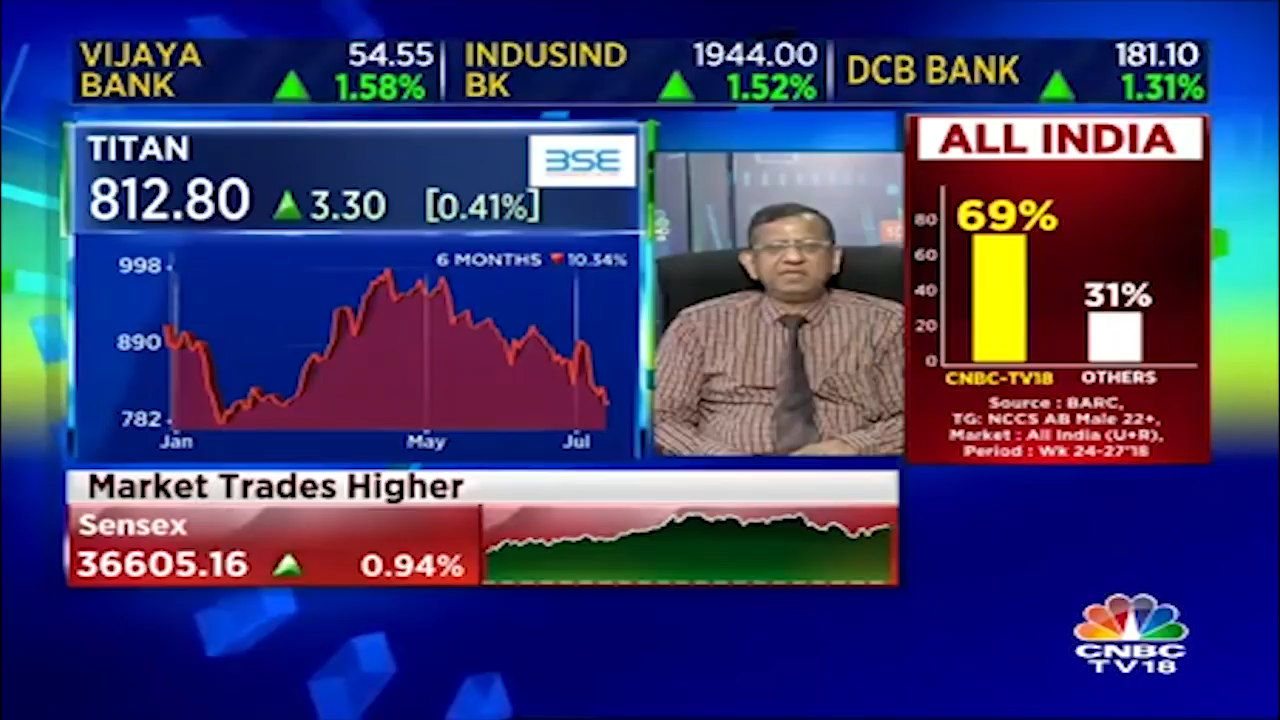 VIJAYA
BANK
54.55
1.58%
INDUSIND
BK
1944.00
1.52%
DCB BANK
181.10
1.31%
TITAN
812.80
3.30
[0.41%]
BSE
6 MONTHS
10.34%
998
890
782
Jan
May
Jul
ALL INDIA
80
60
40
20
0
69%
31%
CNBC-TV18
OTHERS
Source : BARC,
TG: NCCS AB Male 22+,
Market : All India (U+R),
Period : Wk 24-27'18
Market Trades Higher
Sensex
36605.16
0.94%
CNBC
TV18